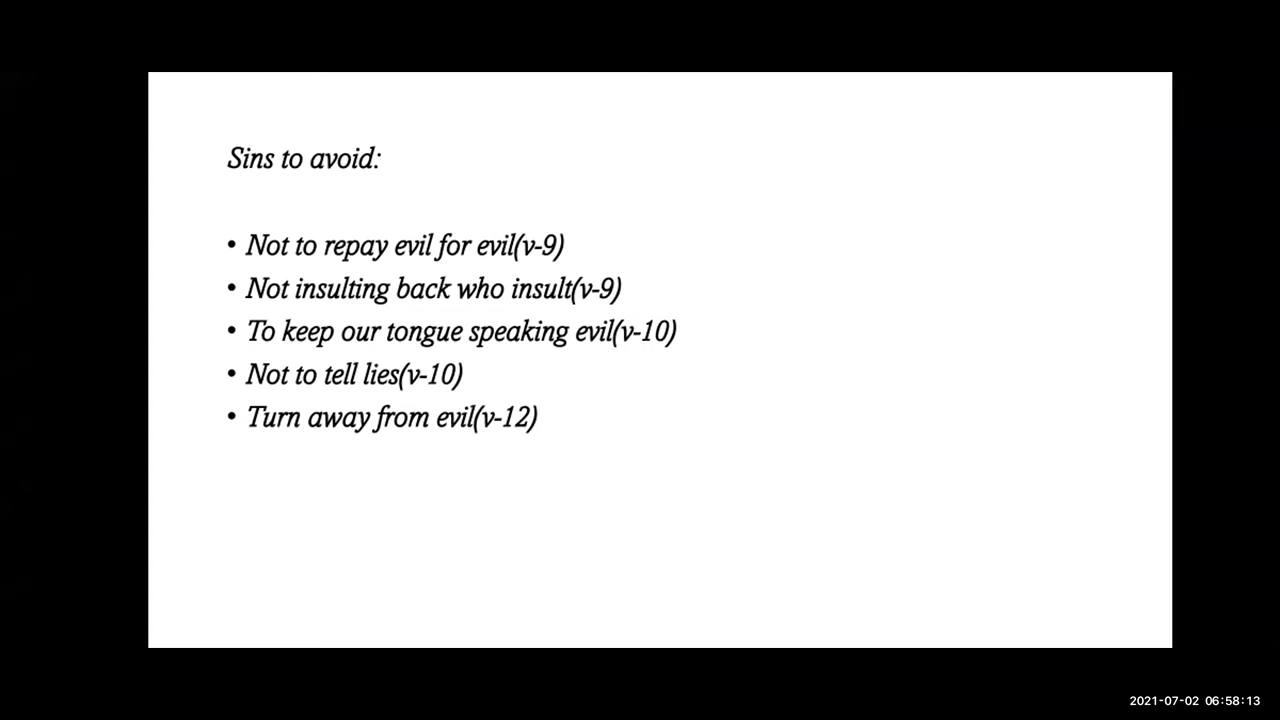 Sins to avoid:
• Not to repay evil for evil(v-9)
• Not insulting back who insult(v-9)
• To keep our tongue speaking evil(v-10)
• Not to tell lies(v-10)
• Turn away from evil(v-12)
2021-07-02 06:58:13